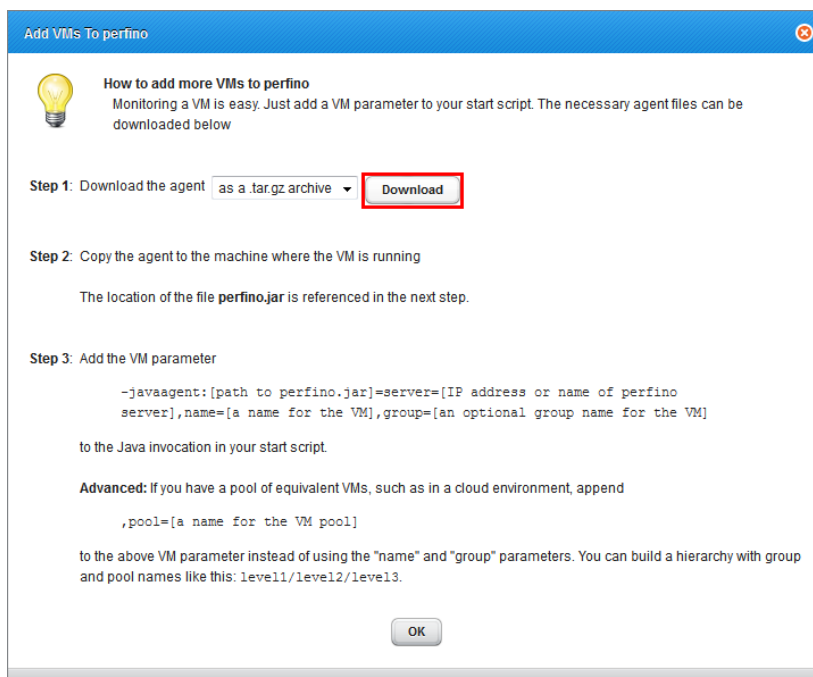 Add VMs To perfino
How to add more VMs to perfino
Monitoring a VM is easy. Just add a VM parameter to your start script. The necessary agent files can be
downloaded below
Step 1: Download the agent as a .tar.gz archive Download
Step 2: Copy the agent to the machine where the VM is running
The location of the file perfino.jar is referenced in the next step.
Step 3: Add the VM parameter
-javaagent:[path to perfino.jar]=server=[IP address or name of perfino
server],name=[a name for the VM],group=[an optional group name for the VM]
to the Java invocation in your start script.
Advanced: If you have a pool of equivalent VMs, such as in a cloud environment, append
,pool=[a name for the VM pool]
to the above VM parameter instead of using the "name" and "group" parameters. You can build a hierarchy with group
and pool names like this: level1/level2/level3.
OK